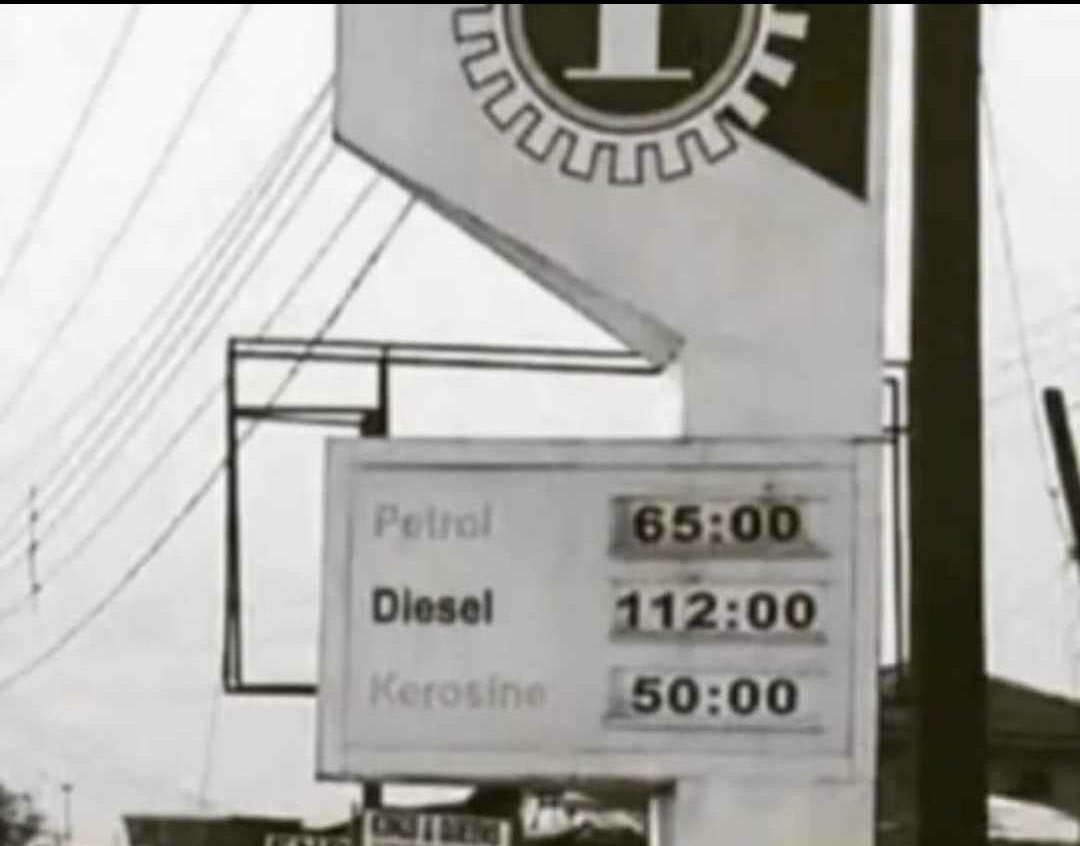 Petrol 65:00
Diesel 112:00
Kerosine 50:00